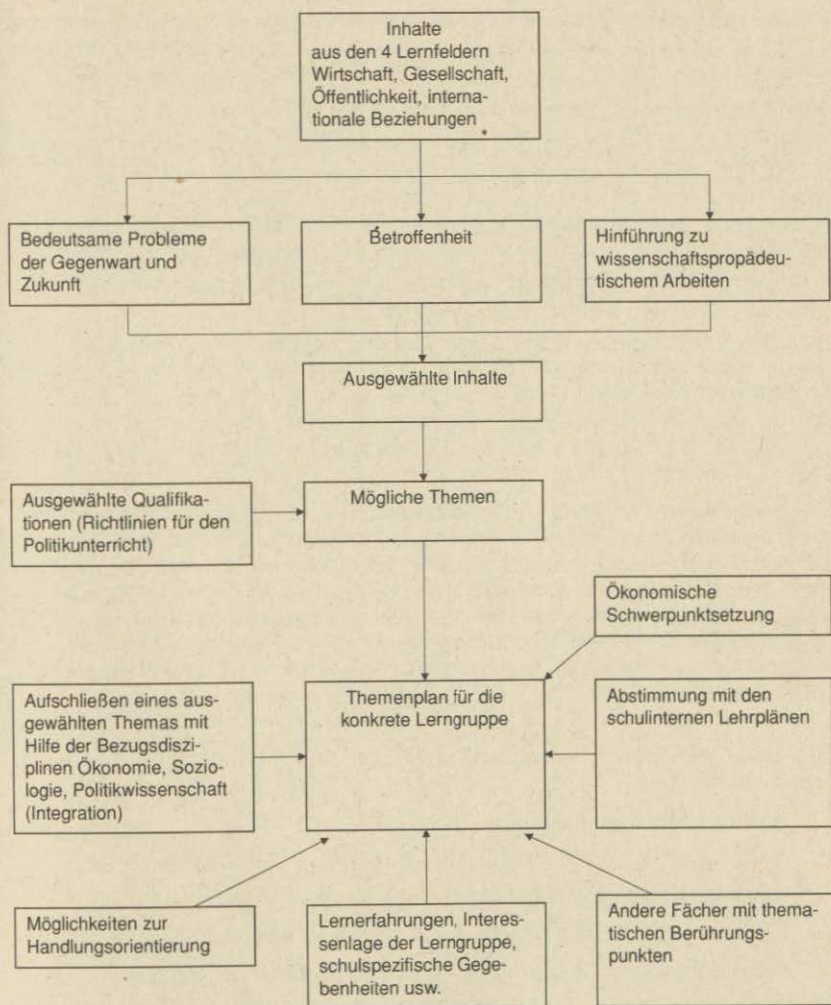 Inhalte
aus den 4 Lernfeldern
Wirtschaft, Gesellschaft,
Öffentlichkeit, interna-
tionale Beziehungen
Bedeutsame Probleme
der Gegenwart und
Zukunft
Betroffenheit
Hinführung zu
wissenschaftspropädeu-
tischem Arbeiten
Ausgewählte Inhalte
Ausgewählte Qualifika-
tionen (Richtlinien für den
Politikunterricht)
Mögliche Themen
Ökonomische
Schwerpunktsetzung
Aufschließen eines aus-
gewählten Themas mit
Hilfe der Bezugsdiszi-
plinen Ökonomie, Sozio-
logie, Politikwissenschaft
(Integration)
Themenplan für die
konkrete Lerngruppe
Abstimmung mit den
schulinternen Lehrplänen
Möglichkeiten zur
Handlungsorientierung
Lernerfahrungen, Interes-
senlage der Lerngruppe,
schulspezifische Gege-
benheiten usw.
Andere Fächer mit thema-
tischen Berührungs-
punkten